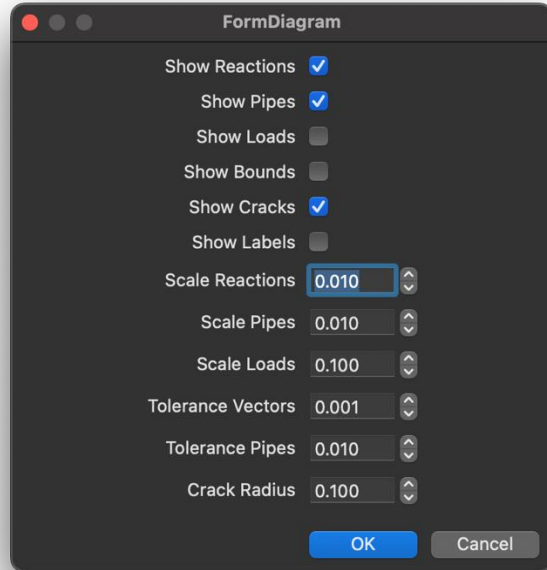 FormDiagram
Show Reactions
Show Pipes
Show Loads
Show Bounds
Show Cracks
Show Labels
Scale Reactions 0.010
Scale Pipes 0.010
Scale Loads 0.100
Tolerance Vectors 0.001
Tolerance Pipes 0.010
Crack Radius 0.100
OK Cancel